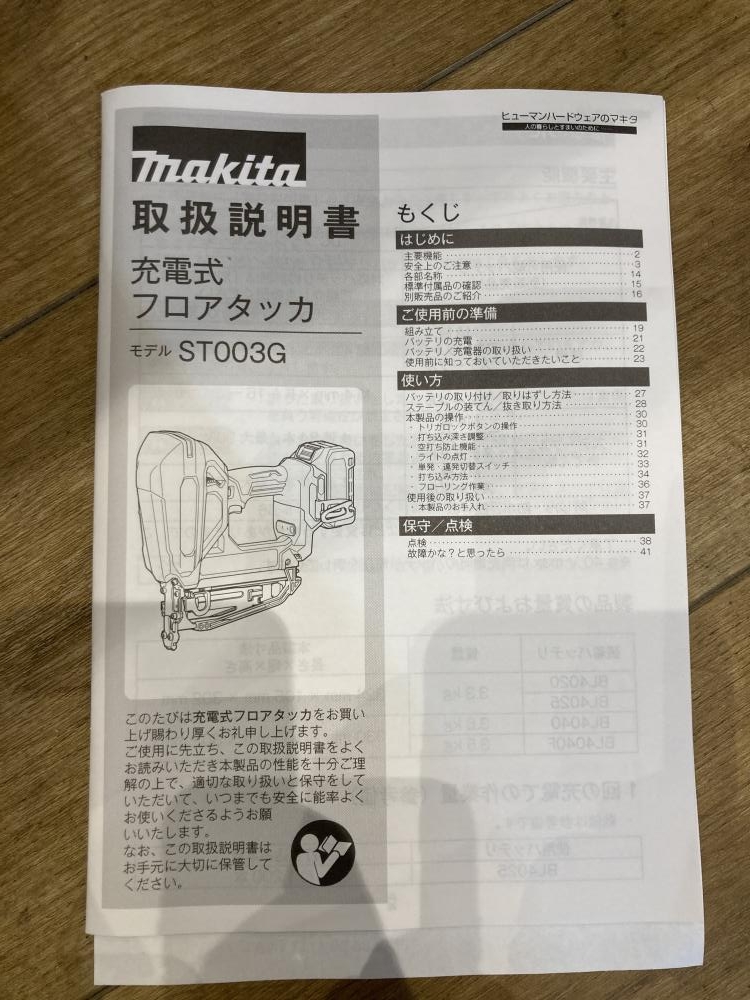 makita
取扱説明書
充電式
フロアタッカ
モデル ST003G
このたびは充電式フロアタッカをお買い
上げ賜わり厚くお礼申し上げます。
ご使用に先立ち、この取扱説明書をよく
お読みいただき本製品の性能を十分ご理
解の上で、適切な取り扱いと保守をして
いただいて、いつまでも安全に能率よく
お使いくださるようお願
いいたします。
なお、この取扱説明書は
お手元に大切に保管して
ください。
ヒューマンハードウェアのマキタ
人の暮らしとすまいのために
もくじ
はじめに
主要機能 2
安全上のご注意 3
各部名称 14
標準付属品の確認 15
別販売品のご紹介 16
ご使用前の準備
組み立て 19
バッテリの充電 21
バッテリ／充電器の取り扱い 22
使用前に知っておいていただきたいこと 23
使い方
バッテリの取り付け／取りはずし方法 27
ステープルの装てん／抜き取り方法 28
本製品の操作 30
・トリガロックボタンの操作 30
・打ち込み深さ調整 31
・空打ち防止機能 31
・ライトの点灯 32
・単発・連発切替スイッチ 33
・打ち込み方法 34
・フローリング作業 36
使用後の取り扱い 37
・本製品のお手入れ 37
保守／点検
点検 38
故障かな？と思ったら 41